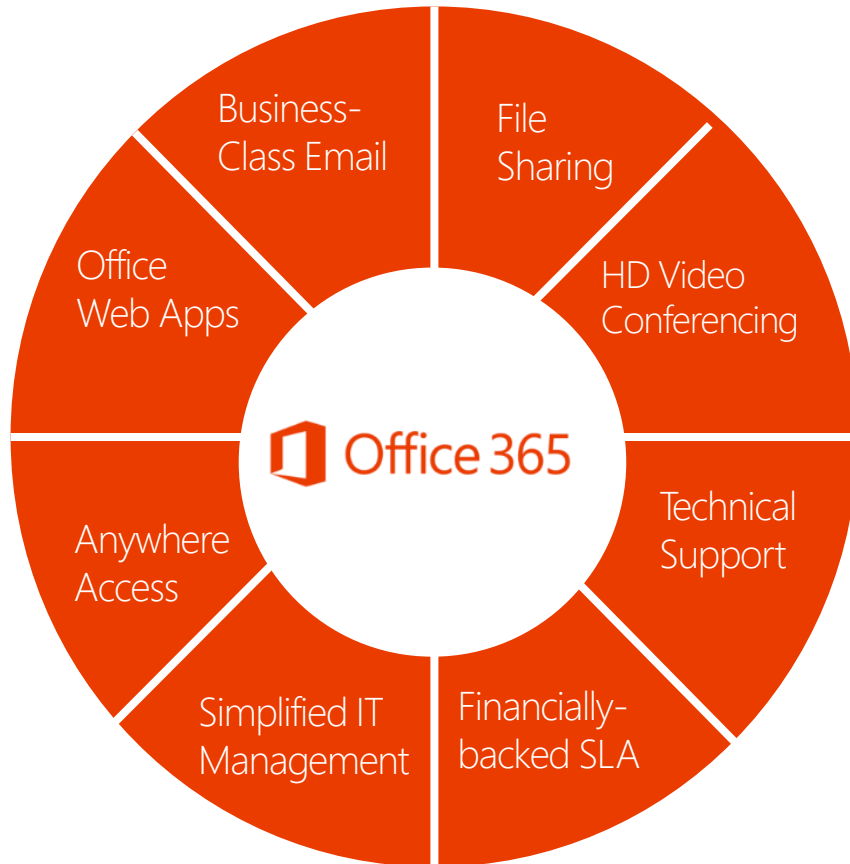 Business-
Class Email
File
Sharing
Office
Web Apps
HD Video
Conferencing
Office 365
Anywhere
Access
Technical
Support
Simplified IT
Management
Financially-
backed SLA